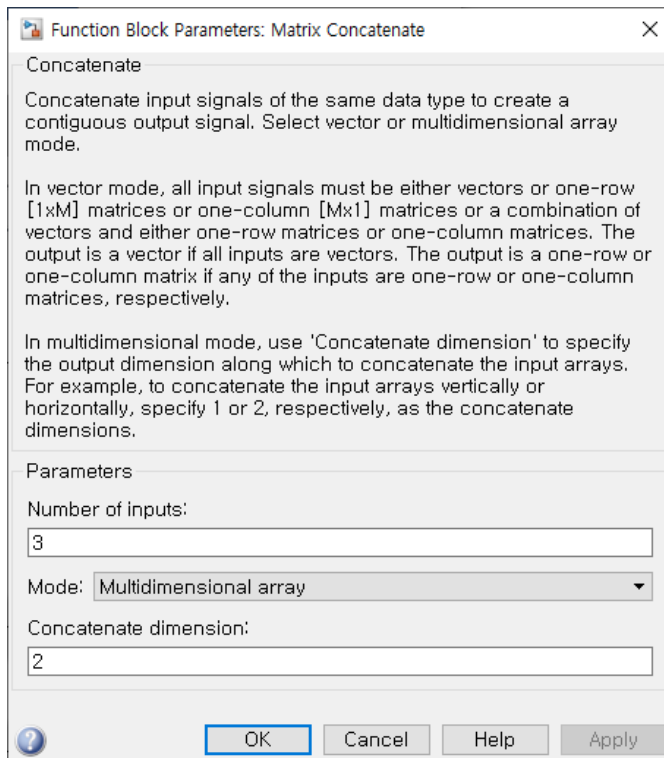 Function Block Parameters: Matrix Concatenate
Concatenate
Concatenate input signals of the same data type to create a
contiguous output signal. Select vector or multidimensional array
mode.
In vector mode, all input signals must be either vectors or one-row
[1xM] matrices or one-column [Mx1] matrices or a combination of
vectors and either one-row matrices or one-column matrices. The
output is a vector if all inputs are vectors. The output is a one-row or
one-column matrix if any of the inputs are one-row or one-column
matrices, respectively.
In multidimensional mode, use 'Concatenate dimension' to specify
the output dimension along which to concatenate the input arrays.
For example, to concatenate the input arrays vertically or
horizontally, specify 1 or 2, respectively, as the concatenate
dimensions.
Parameters
Number of inputs:
3
Mode: Multidimensional array
Concatenate dimension:
2
? OK Cancel Help Apply